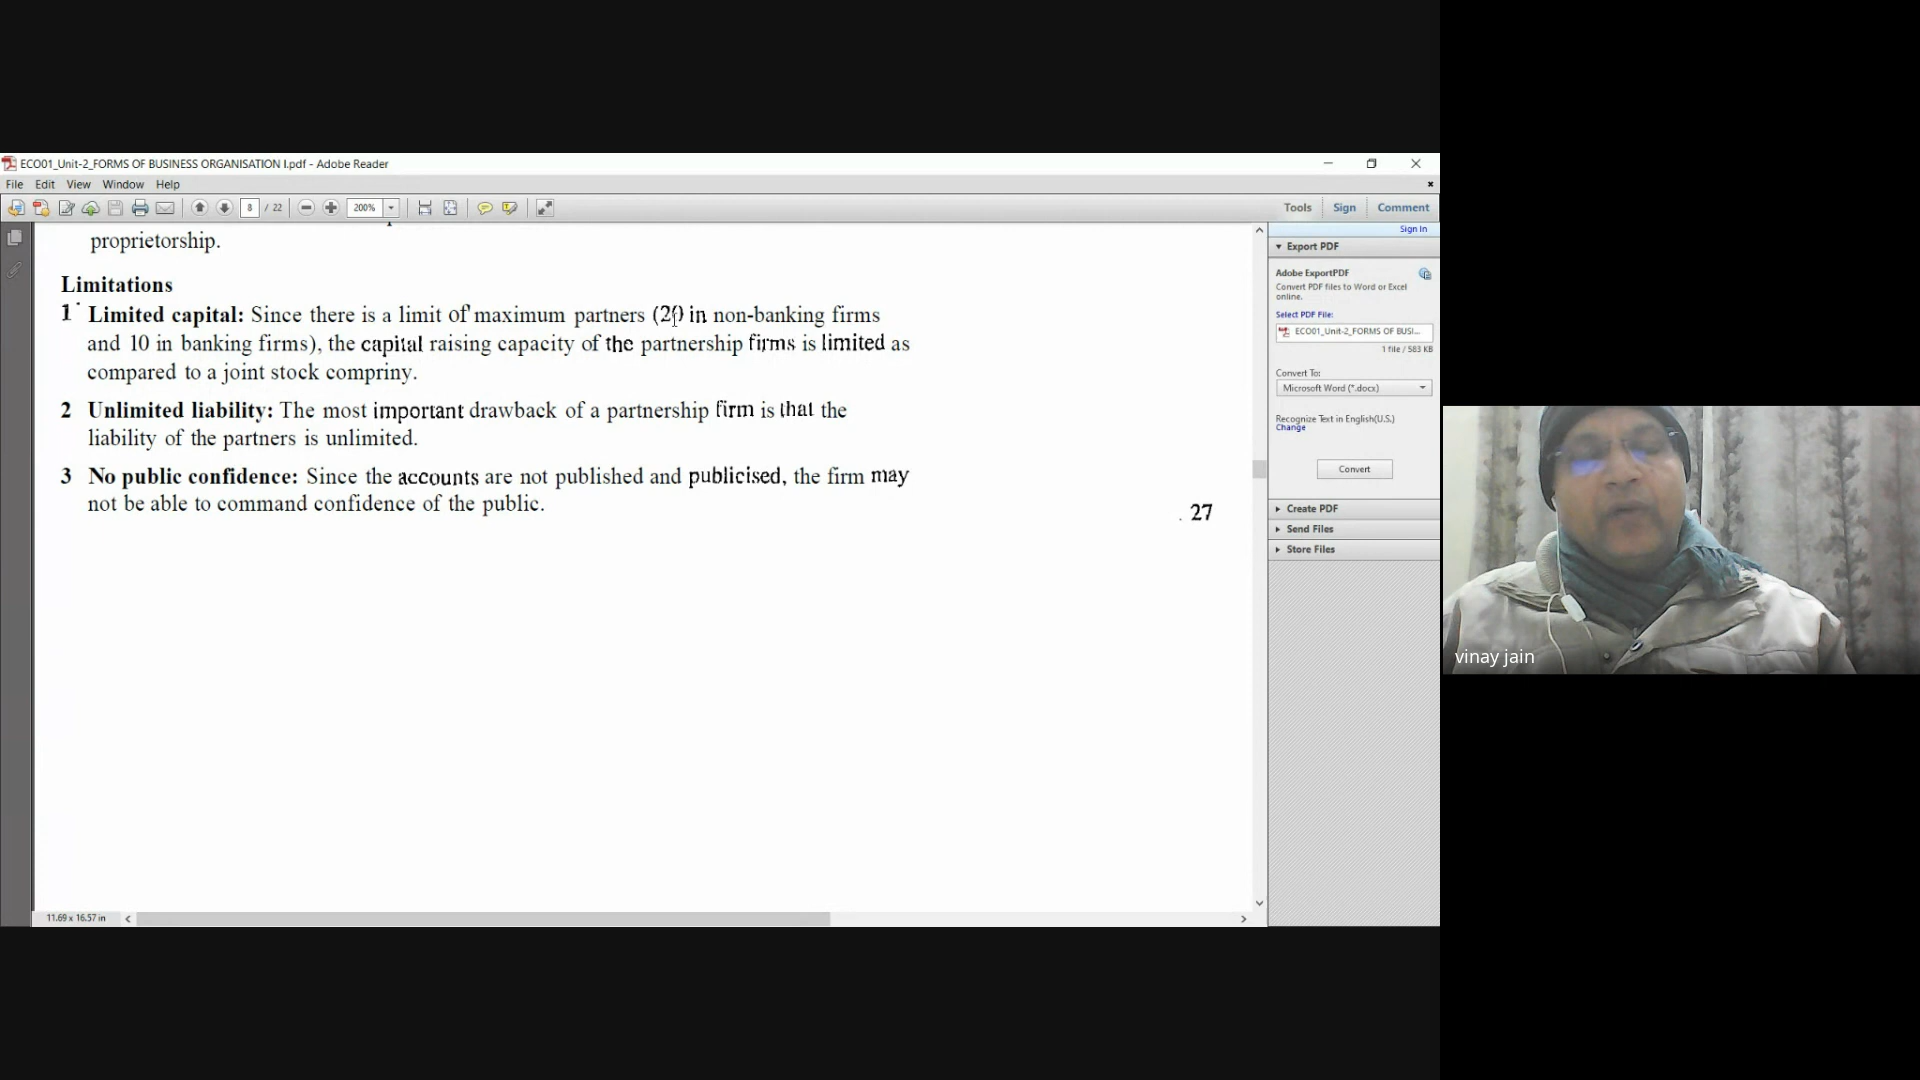 ECO01_Unit-2_FORMS OF BUSINESS ORGANISATION I.pdf - Adobe Reader
File Edit View Window Help
8 / 22 200% Tools Sign Comment
Sign In
proprietorship.
Limitations
1 Limited capital: Since there is a limit of maximum partners (20 in non-banking firms
and 10 in banking firms), the capital raising capacity of the partnership firms is limited as
compared to a joint stock compriny.
2 Unlimited liability: The most important drawback of a partnership firm is that the
liability of the partners is unlimited.
3 No public confidence: Since the accounts are not published and publicised, the firm may
not be able to command confidence of the public.
27
11.69 x 16.57 in
Export PDF
Adobe ExportPDF
Convert PDF files to Word or Excel
online.
Select PDF File:
ECO01_Unit-2_FORMS OF BUSI...
1 file / 583 KB
Convert To:
Microsoft Word (*.docx)
Recognize Text in English(U.S.)
Change
Convert
Create PDF
Send Files
Store Files
vinay jain